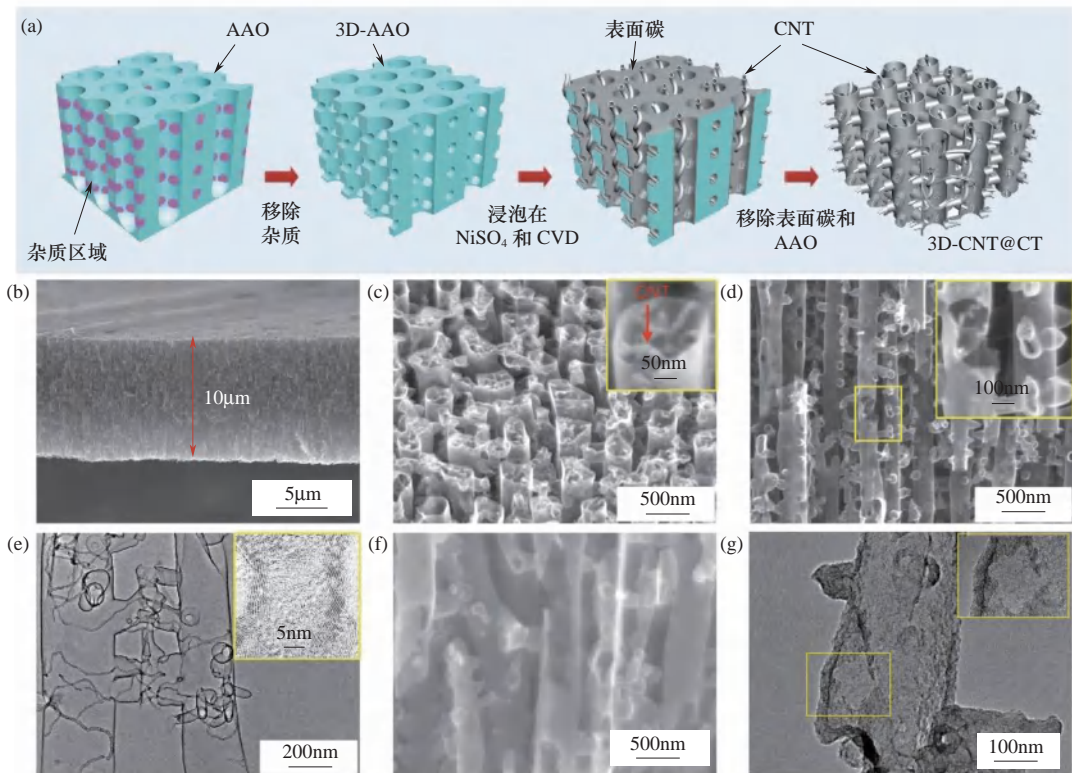 (a)
AAO
3D-AAO
表面碳
CNT
杂质区域
移除
杂质
浸泡在
NiSO₄ 和 CVD
移除表面碳和
AAO
3D-CNT@CT
(b)
10μm
5μm
(c)
CNT
50nm
500nm
(d)
100nm
500nm
(e)
5nm
200nm
(f)
500nm
(g)
100nm